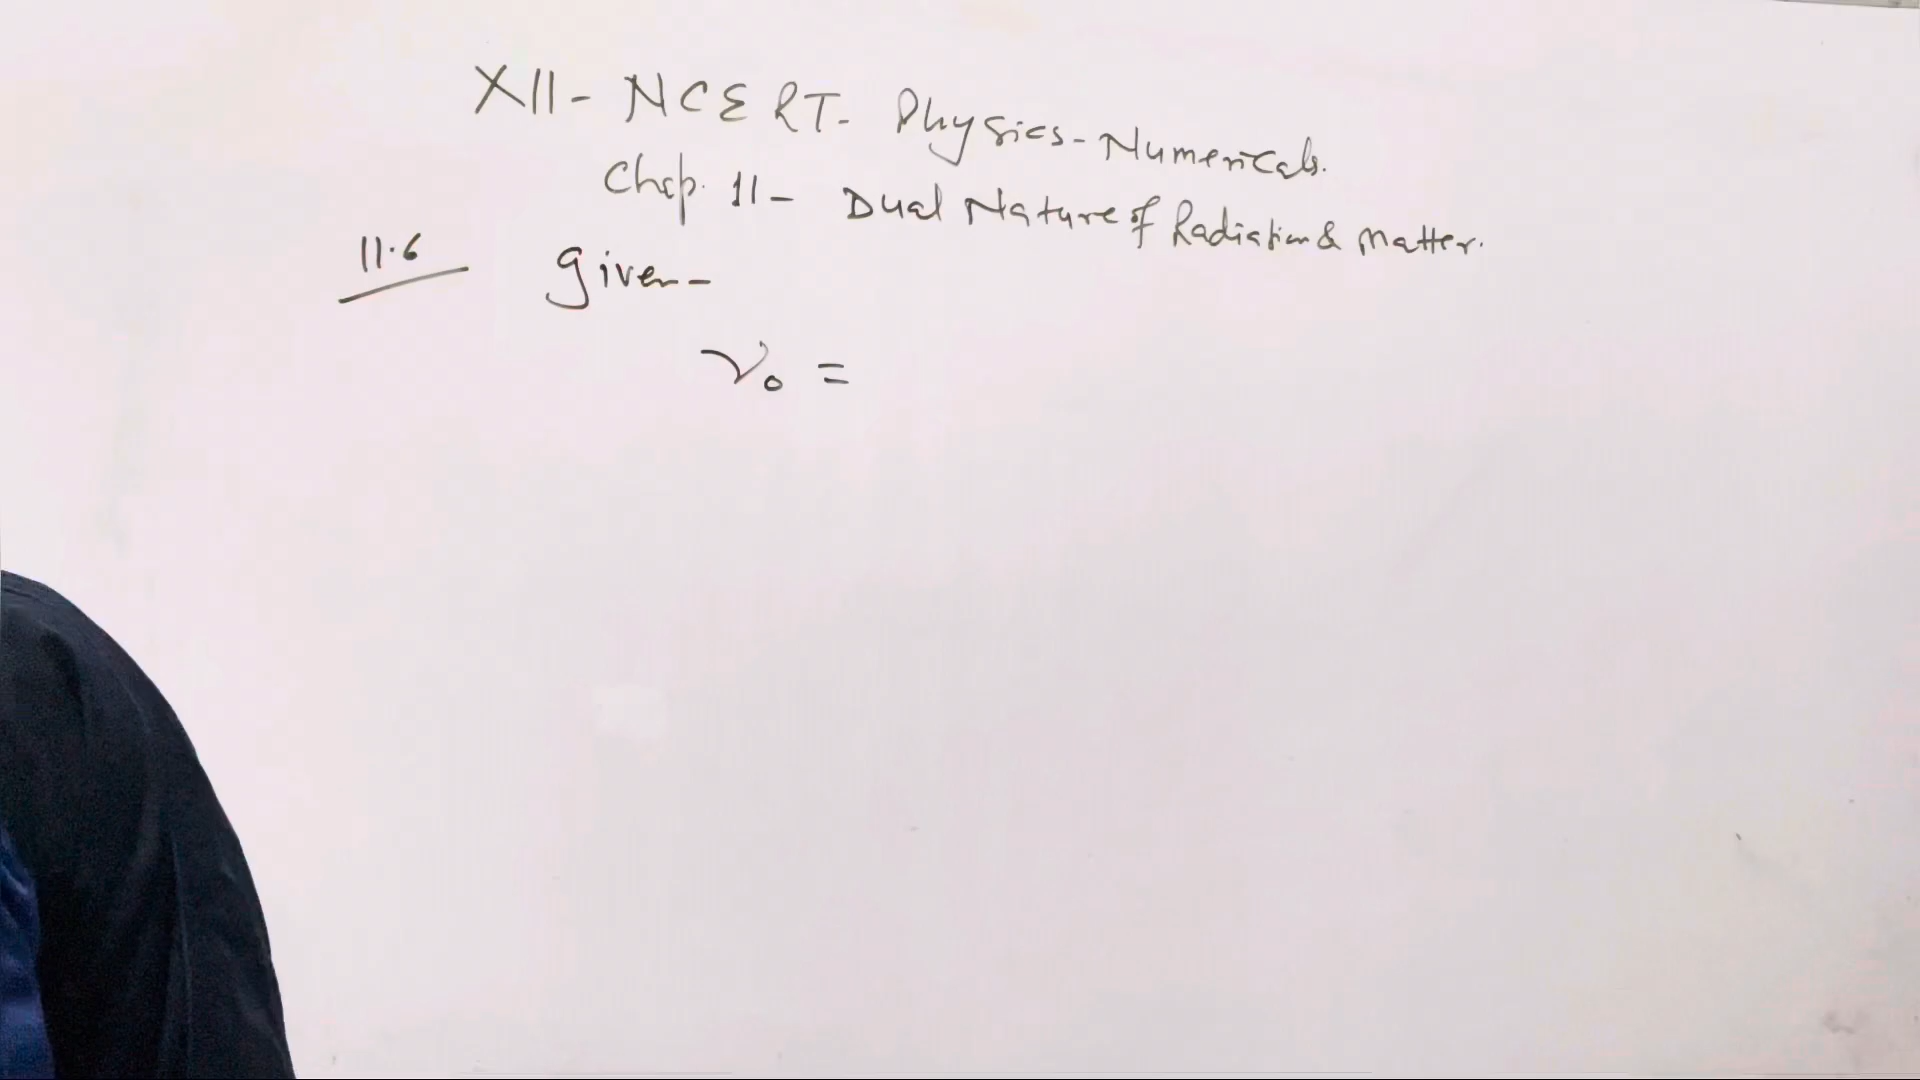 XII - NCERT - Physics - Numericals.
Chap. 11 - Dual Nature of Radiation & Matter.
11.6 Given -
ν₀ =